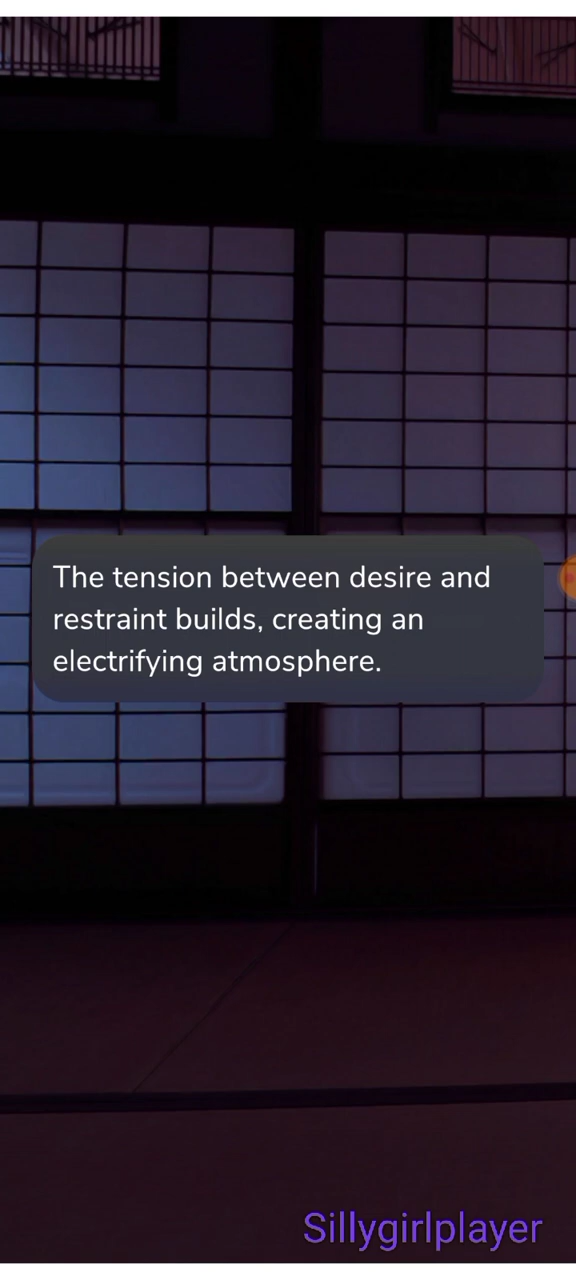 The tension between desire and
restraint builds, creating an
electrifying atmosphere.
Sillygirlplayer